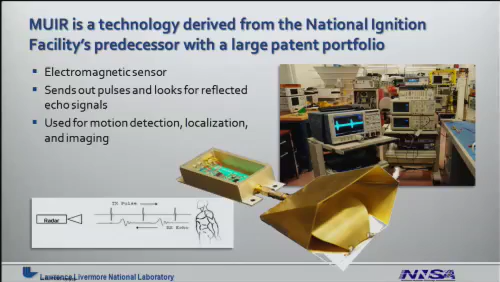 MUIR is a technology derived from the National Ignition
Facility's predecessor with a large patent portfolio
Electromagnetic sensor
Sends out pulses and looks for reflected
echo signals
Used for motion detection, localization,
and imaging
TX Pulse
Radar
RX Echo
Lawrence Livermore National Laboratory
NNSA